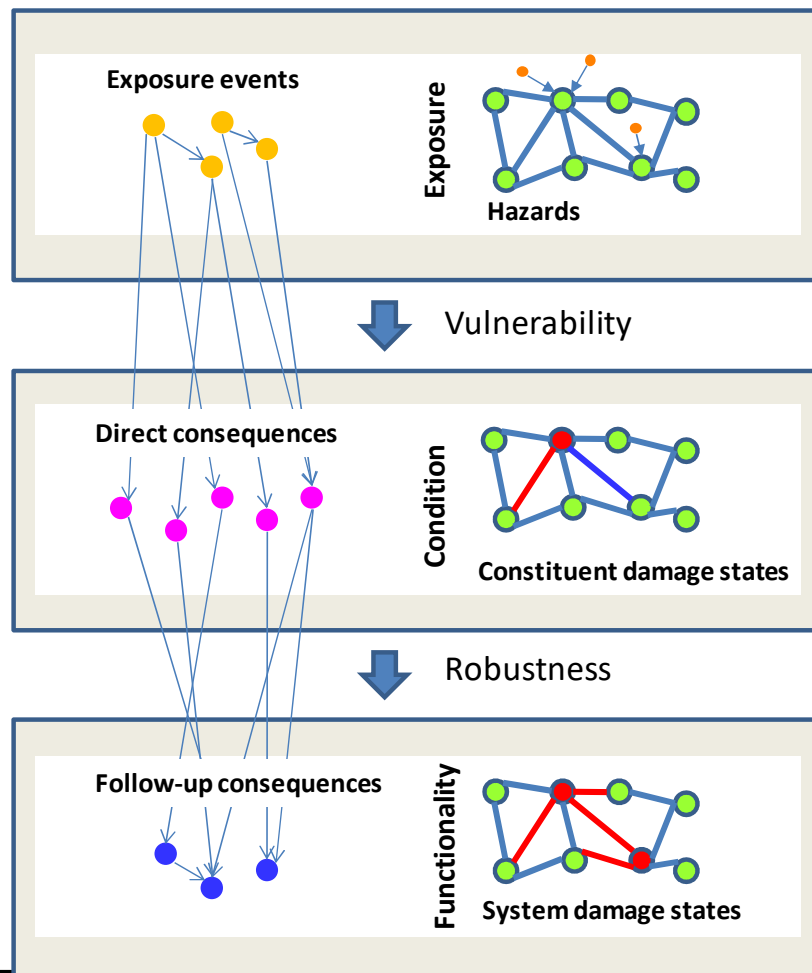 Exposure events
Exposure
Hazards
Vulnerability
Direct consequences
Condition
Constituent damage states
Robustness
Follow-up consequences
Functionality
System damage states